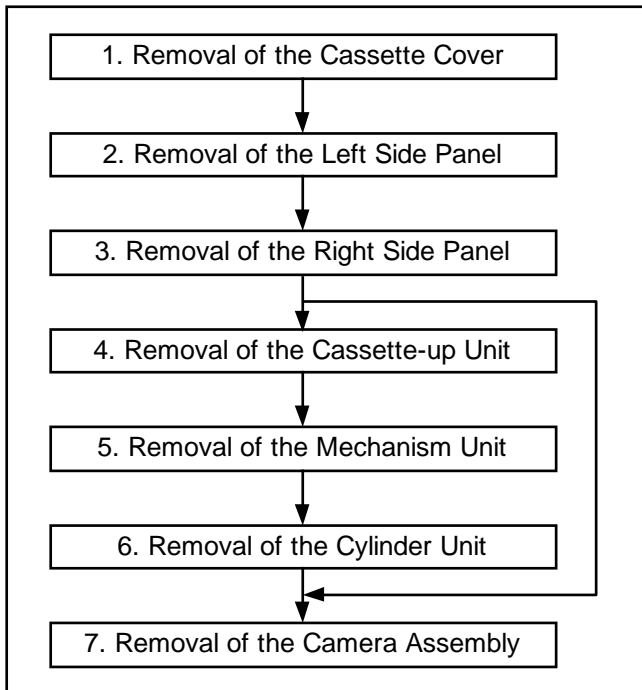 1. Removal of the Cassette Cover
2. Removal of the Left Side Panel
3. Removal of the Right Side Panel
4. Removal of the Cassette-up Unit
5. Removal of the Mechanism Unit
6. Removal of the Cylinder Unit
7. Removal of the Camera Assembly